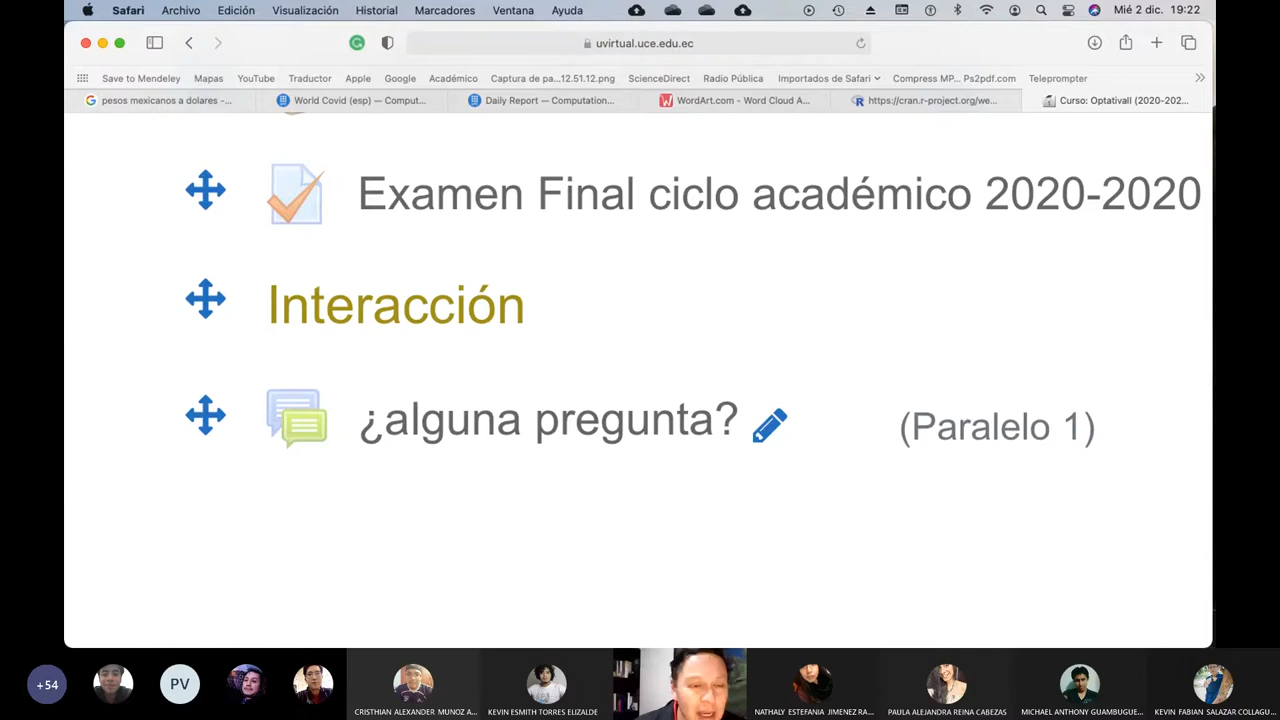 Safari Archivo Edición Visualización Historial Marcadores Ventana Ayuda Mié 2 dic. 19:22
uvirtual.uce.edu.ec
Save to Mendeley Mapas YouTube Traductor Apple Google Académico Captura de pa...12.51.12.png ScienceDirect Radio Pública Importados de Safari Compress MP... Ps2pdf.com Teleprompter
pesos mexicanos a dolares -... World Covid (esp) — Comput... Daily Report — Computation... WordArt.com - Word Cloud A... https://cran.r-project.org/we... Curso: OptativaII (2020-202...
Examen Final ciclo académico 2020-2020
Interacción
¿alguna pregunta? (Paralelo 1)
+54 PV
CRISTHIAN ALEXANDER MUNOZ A... KEVIN ESMITH TORRES ELIZALDE NATHALY ESTEFANIA JIMENEZ RA... PAULA ALEJANDRA REINA CABEZAS MICHAEL ANTHONY GUAMBUGUE... KEVIN FABIAN SALAZAR COLLAGU...